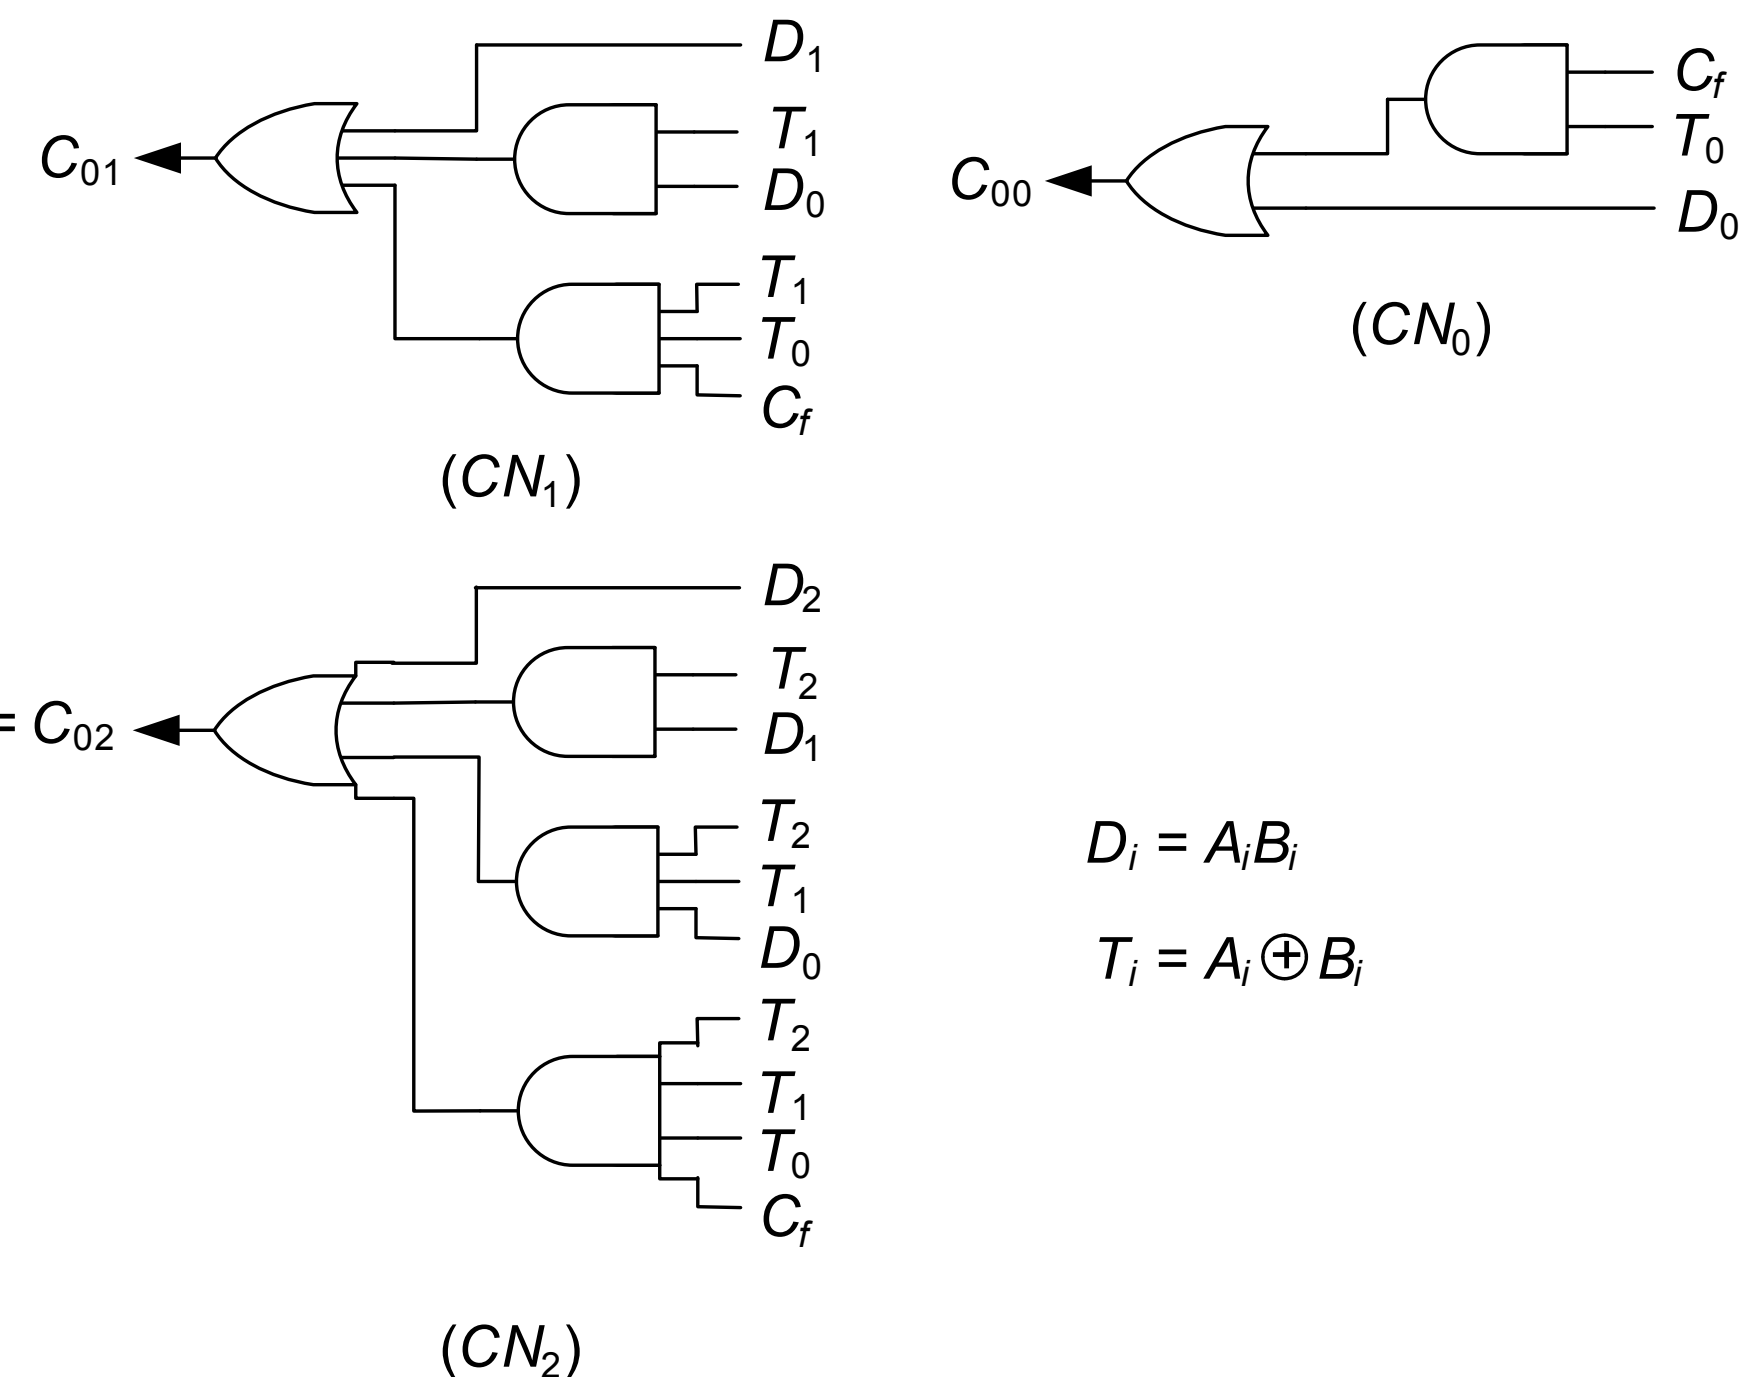 D1
T1
C01
D0
T1
T0
Cf
(CN1)
Cf
T0
C00
D0
(CN0)
D2
T2
= C02
D1
T2
T1
D0
T2
T1
T0
Cf
(CN2)
Di = AiBi
Ti = Ai⊕Bi